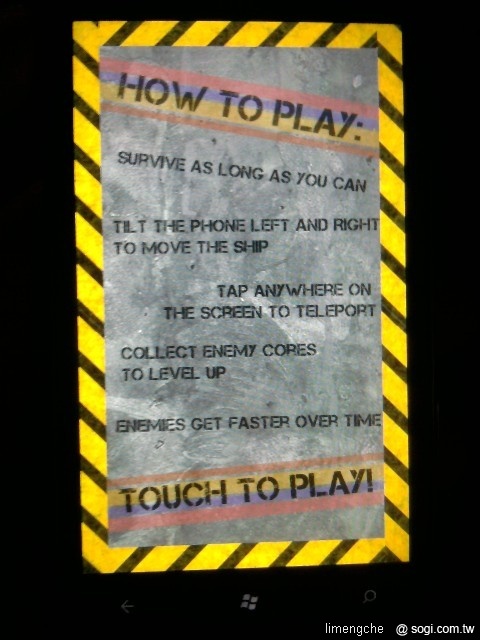 HOW TO PLAY:
SURVIVE AS LONG AS YOU CAN
TILT THE PHONE LEFT AND RIGHT
TO MOVE THE SHIP
TAP ANYWHERE ON
THE SCREEN TO TELEPORT
COLLECT ENEMY CORES
TO LEVEL UP
ENEMIES GET FASTER OVER TIME
TOUCH TO PLAY!
limengche @ sogi.com.tw